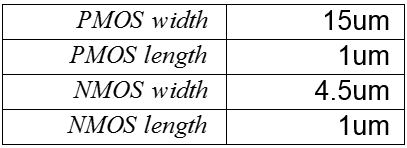 PMOS width 15um
PMOS length 1um
NMOS width 4.5um
NMOS length 1um